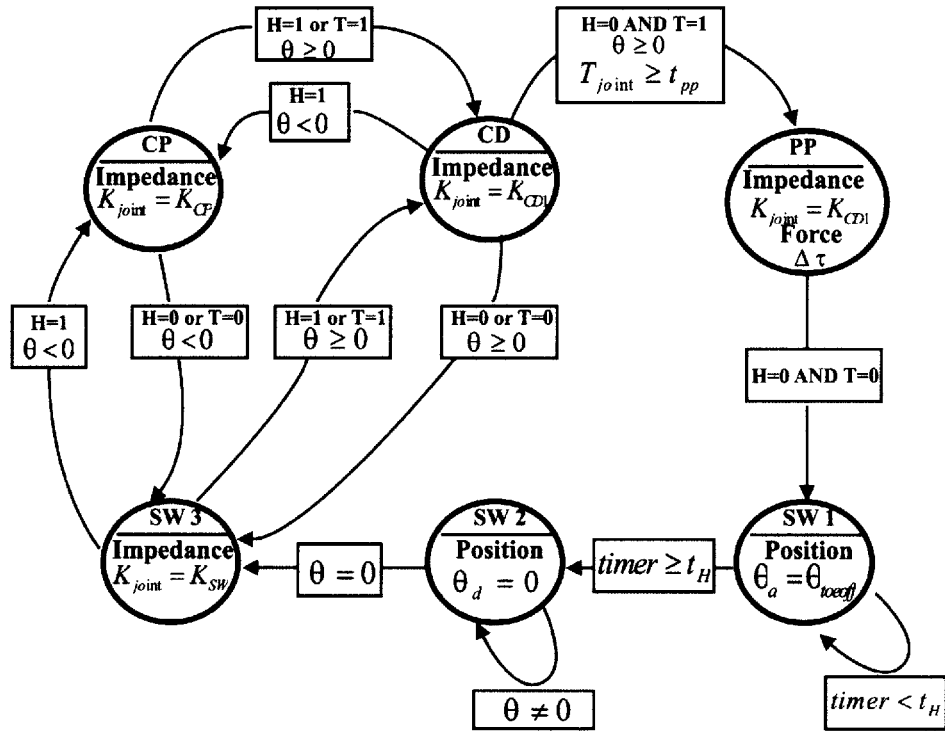 H=1 or T=1
θ ≥ 0
H=0 AND T=1
θ ≥ 0
T_joint ≥ t_pp
H=1
θ < 0
CP
Impedance
K_joint = K_CP
CD
Impedance
K_joint = K_CD1
PP
Impedance
K_joint = K_CD1
Force
Δ τ
H=1
θ < 0
H=0 or T=0
θ < 0
H=1 or T=1
θ ≥ 0
H=0 or T=0
θ ≥ 0
H=0 AND T=0
SW 3
Impedance
K_joint = K_SW
θ = 0
SW 2
Position
θ_d = 0
timer ≥ t_H
SW 1
Position
θ_a = θ_toeoff
θ ≠ 0
timer < t_H